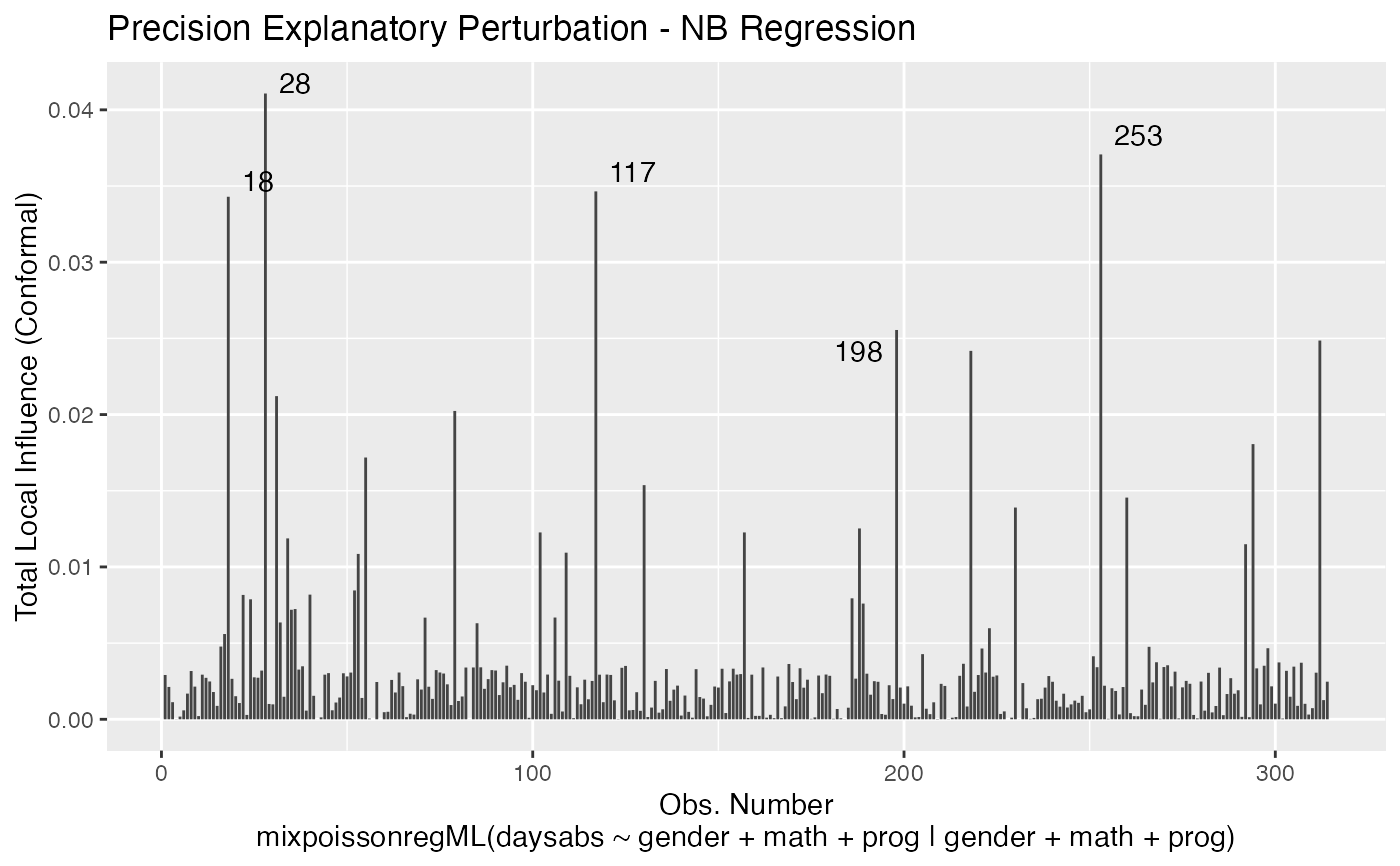 Precision Explanatory Perturbation - NB Regression
28
0.04
253
117
18
0.03
198
0.02
0.01
0.00
Total Local Influence (Conformal)
0 100 200 300
Obs. Number
mixpoissonregML(daysabs ~ gender + math + prog | gender + math + prog)